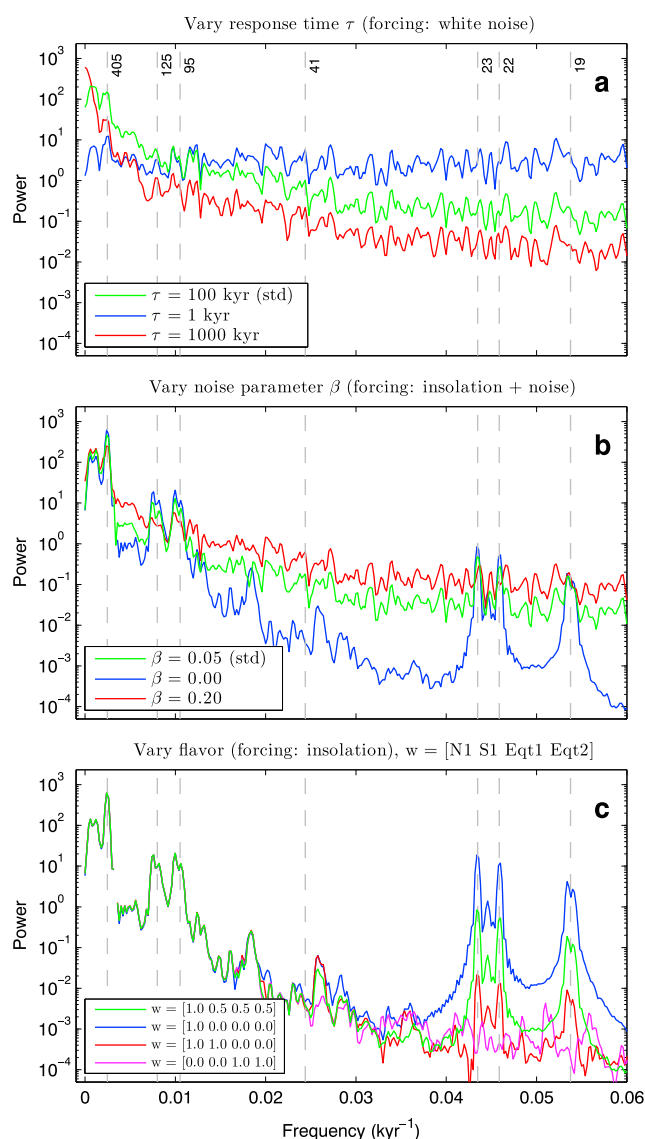 Vary response time τ (forcing: white noise)
405
125
95
41
23
22
19
a
10³
10²
10¹
10⁰
10⁻¹
10⁻²
10⁻³
10⁻⁴
Power
τ = 100 kyr (std)
τ = 1 kyr
τ = 1000 kyr
Vary noise parameter β (forcing: insolation + noise)
b
10³
10²
10¹
10⁰
10⁻¹
10⁻²
10⁻³
10⁻⁴
Power
β = 0.05 (std)
β = 0.00
β = 0.20
Vary flavor (forcing: insolation), w = [N1 S1 Eqt1 Eqt2]
c
10³
10²
10¹
10⁰
10⁻¹
10⁻²
10⁻³
10⁻⁴
Power
w = [1.0 0.5 0.5 0.5]
w = [1.0 0.0 0.0 0.0]
w = [1.0 1.0 0.0 0.0]
w = [0.0 0.0 1.0 1.0]
0 0.01 0.02 0.03 0.04 0.05 0.06
Frequency (kyr⁻¹)